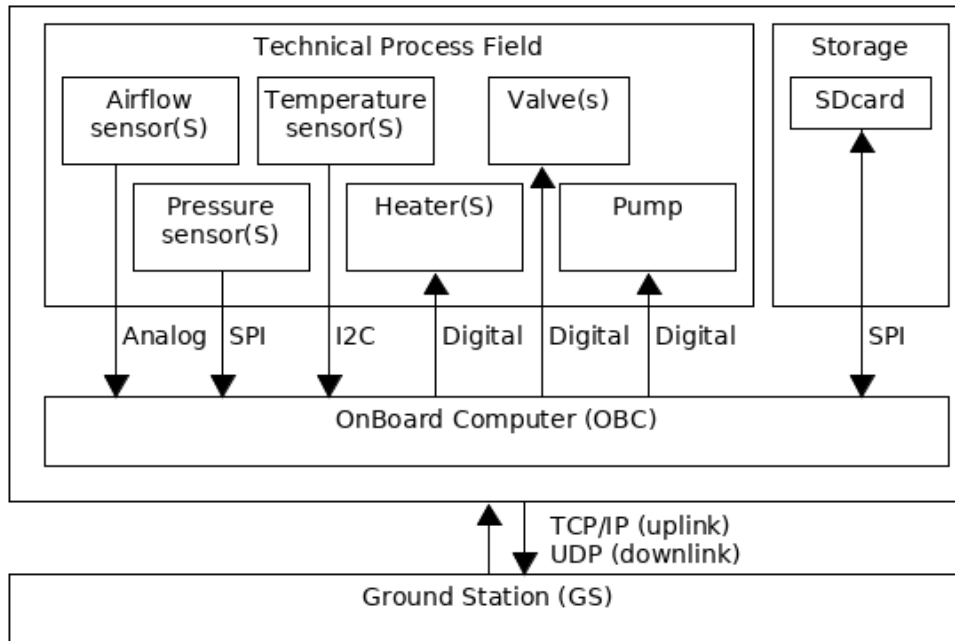 Technical Process Field
Storage
Airflow
sensor(S)
Temperature
sensor(S)
Valve(s)
SDcard
Pressure
sensor(S)
Heater(S)
Pump
Analog
SPI
I2C
Digital
Digital
Digital
SPI
OnBoard Computer (OBC)
TCP/IP (uplink)
UDP (downlink)
Ground Station (GS)